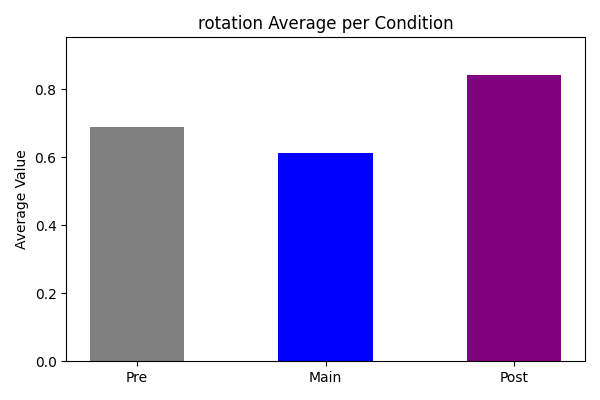 rotation Average per Condition
Average Value
0.8
0.6
0.4
0.2
0.0
Pre
Main
Post